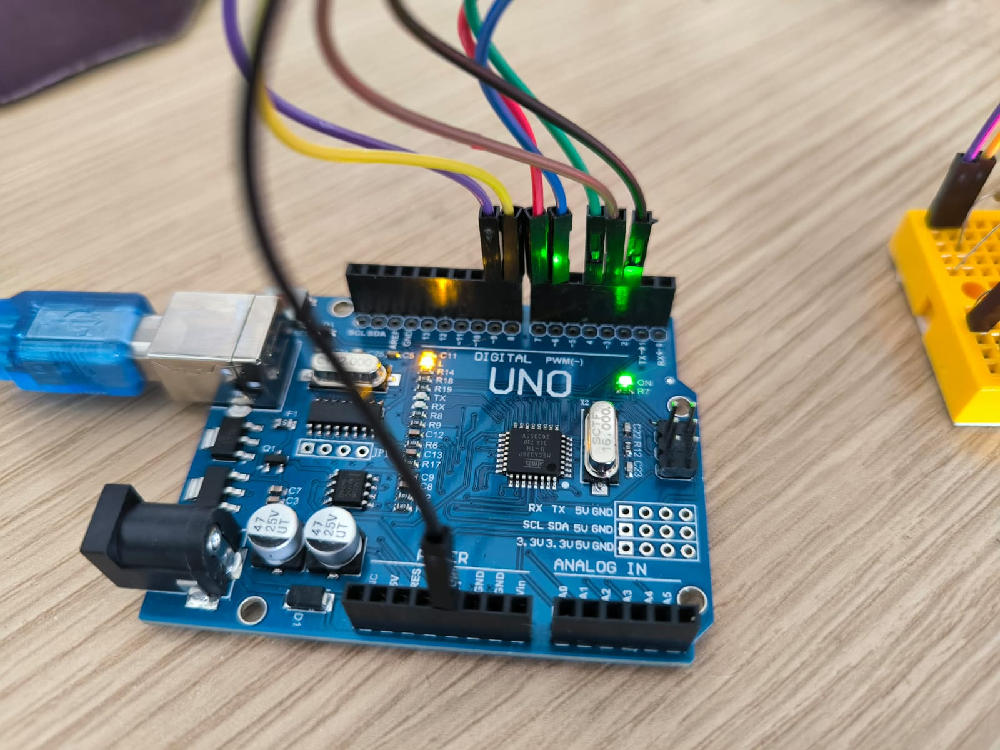 SCL SDA AREF GND 13 12 ~11 ~10 ~9 8 7 ~6 ~5 4 ~3 2 TX→1 RX←0
DIGITAL PWM(~)
UNO
C25
C5
C11
L
R14
R18
R19
TX
RX
R8
R9
C12
R6
C13
R17
C9
C8
ON
R7
F1
Q1
JP1
C7
C3
47
25V
UT
47
25V
UT
D1
X2
SCTF
16.000
C22 R12 C23
ATMEL
MEGA328P
U-TH
RX TX 5V GND
SCL SDA 5V GND
3.3V 3.3V 5V GND
ANALOG IN
5V RES GND GND Vin
A0 A1 A2 A3 A4 A5